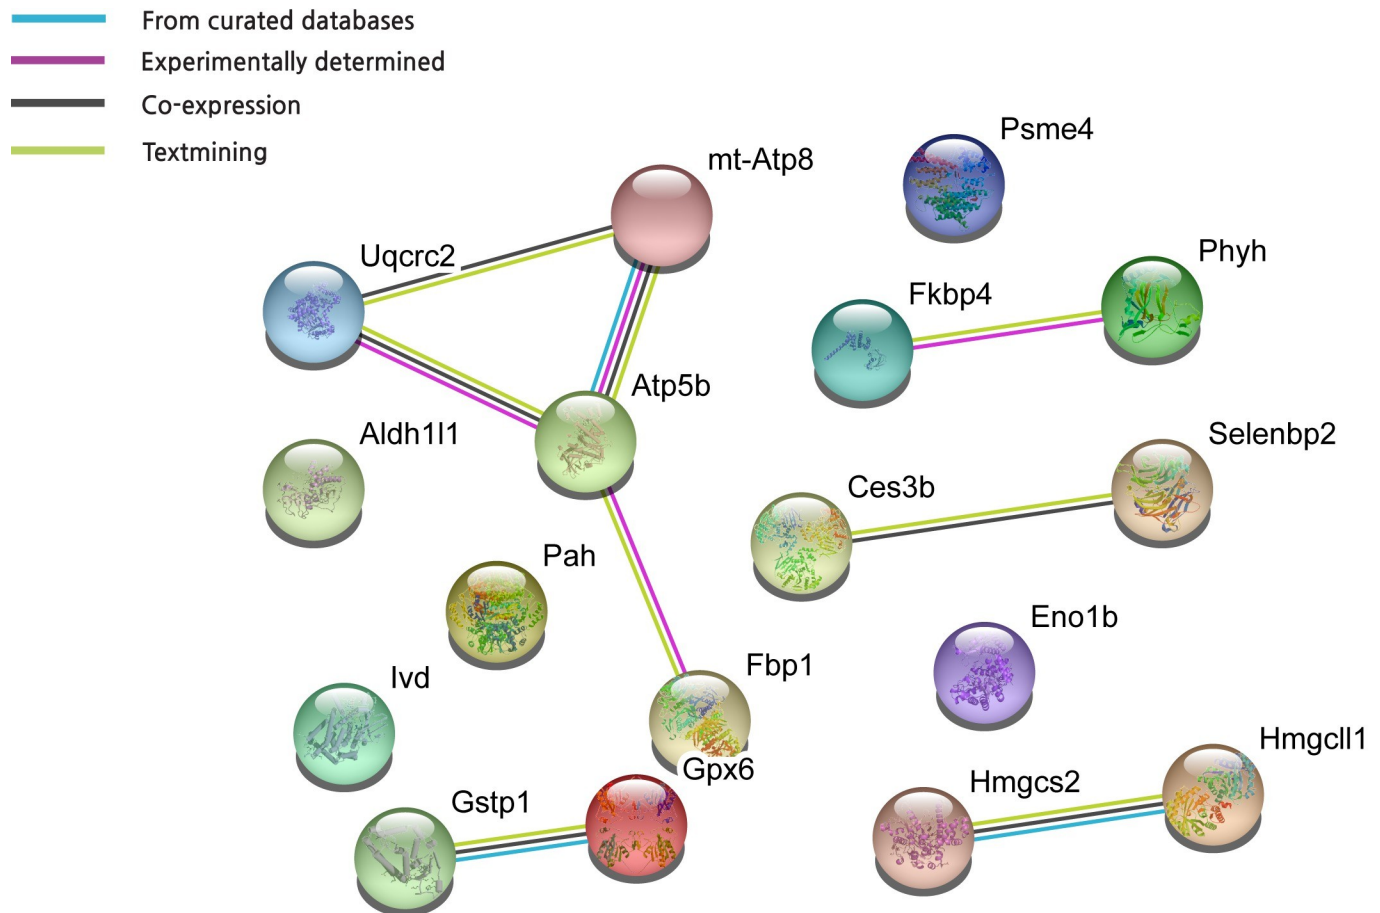 From curated databases
Experimentally determined
Co-expression
Textmining
Psme4
mt-Atp8
Uqcrc2
Phyh
Fkbp4
Atp5b
Aldh1l1
Selenbp2
Ces3b
Pah
Eno1b
Fbp1
Ivd
Gpx6
Hmgcll1
Hmgcs2
Gstp1